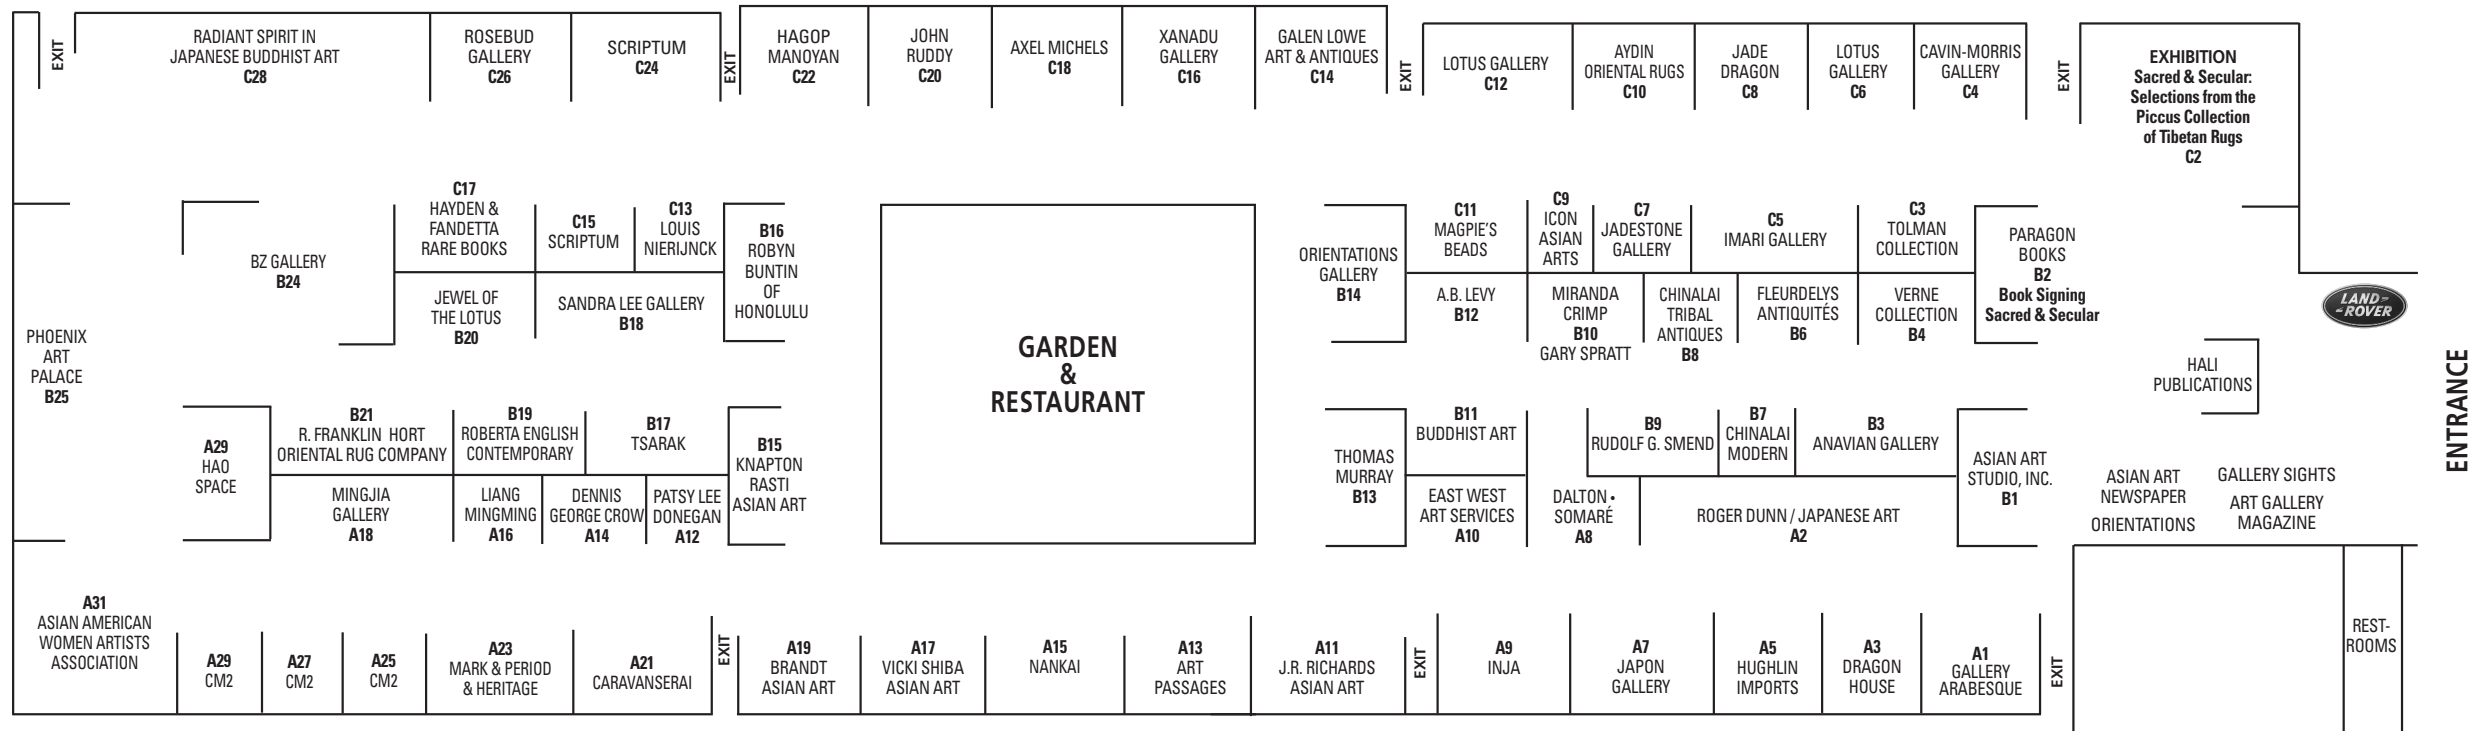 EXIT
RADIANT SPIRIT IN
JAPANESE BUDDHIST ART
C28
ROSEBUD
GALLERY
C26
SCRIPTUM
C24
EXIT
HAGOP
MANOYAN
C22
JOHN
RUDDY
C20
AXEL MICHELS
C18
XANADU
GALLERY
C16
GALEN LOWE
ART & ANTIQUES
C14
EXIT
LOTUS GALLERY
C12
AYDIN
ORIENTAL RUGS
C10
JADE
DRAGON
C8
LOTUS
GALLERY
C6
CAVIN-MORRIS
GALLERY
C4
EXIT
EXHIBITION
Sacred & Secular:
Selections from the
Piccus Collection
of Tibetan Rugs
C2
PHOENIX
ART
PALACE
B25
BZ GALLERY
B24
C17
HAYDEN &
FANDETTA
RARE BOOKS
C15
SCRIPTUM
C13
LOUIS
NIERIJNCK
B16
ROBYN
BUNTIN
OF
HONOLULU
JEWEL OF
THE LOTUS
B20
SANDRA LEE GALLERY
B18
GARDEN
&
RESTAURANT
ORIENTATIONS
GALLERY
B14
C11
MAGPIE'S
BEADS
C9
ICON
ASIAN
ARTS
C7
JADESTONE
GALLERY
C5
IMARI GALLERY
C3
TOLMAN
COLLECTION
PARAGON
BOOKS
B2
Book Signing
Sacred & Secular
A.B. LEVY
B12
MIRANDA
CRIMP
B10
GARY SPRATT
CHINALAI
TRIBAL
ANTIQUES
B8
FLEURDELYS
ANTIQUITÉS
B6
VERNE
COLLECTION
B4
LAND-
-ROVER
HALI
PUBLICATIONS
ENTRANCE
A29
HAO
SPACE
B21
R. FRANKLIN HORT
ORIENTAL RUG COMPANY
B19
ROBERTA ENGLISH
CONTEMPORARY
B17
TSARAK
B15
KNAPTON
RASTI
ASIAN ART
MINGJIA
GALLERY
A18
LIANG
MINGMING
A16
DENNIS
GEORGE CROW
A14
PATSY LEE
DONEGAN
A12
THOMAS
MURRAY
B13
B11
BUDDHIST ART
EAST WEST
ART SERVICES
A10
DALTON •
SOMARÉ
A8
B9
RUDOLF G. SMEND
B7
CHINALAI
MODERN
B3
ANAVIAN GALLERY
ROGER DUNN / JAPANESE ART
A2
ASIAN ART
STUDIO, INC.
B1
ASIAN ART
NEWSPAPER
ORIENTATIONS
GALLERY SIGHTS
ART GALLERY
MAGAZINE
A31
ASIAN AMERICAN
WOMEN ARTISTS
ASSOCIATION
A29
CM2
A27
CM2
A25
CM2
A23
MARK & PERIOD
& HERITAGE
A21
CARAVANSERAI
EXIT
A19
BRANDT
ASIAN ART
A17
VICKI SHIBA
ASIAN ART
A15
NANKAI
A13
ART
PASSAGES
A11
J.R. RICHARDS
ASIAN ART
EXIT
A9
INJA
A7
JAPON
GALLERY
A5
HUGHLIN
IMPORTS
A3
DRAGON
HOUSE
A1
GALLERY
ARABESQUE
EXIT
REST-
ROOMS